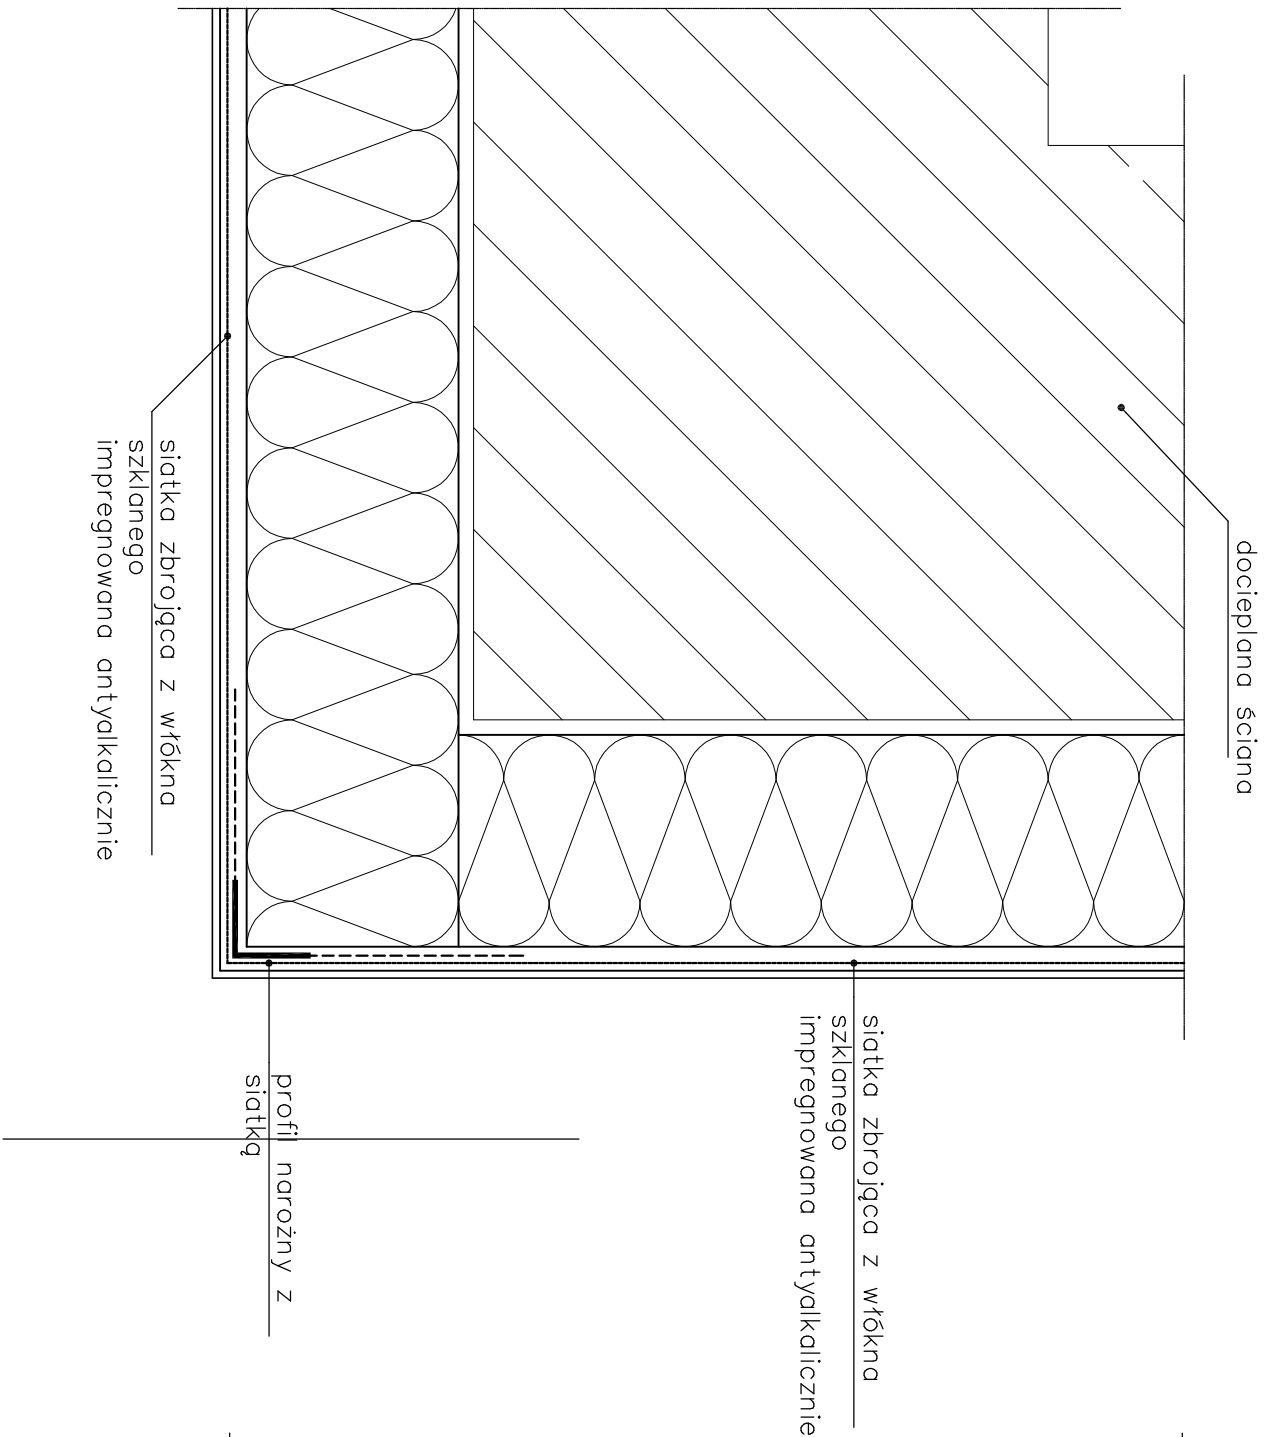 docieplana ściana
siatka zbrojąca z włókna
szklanego
impregnowana antyalkalicznie
siatka zbrojąca z włókna
szklanego
impregnowana antyalkalicznie
profil narożny z
siatką